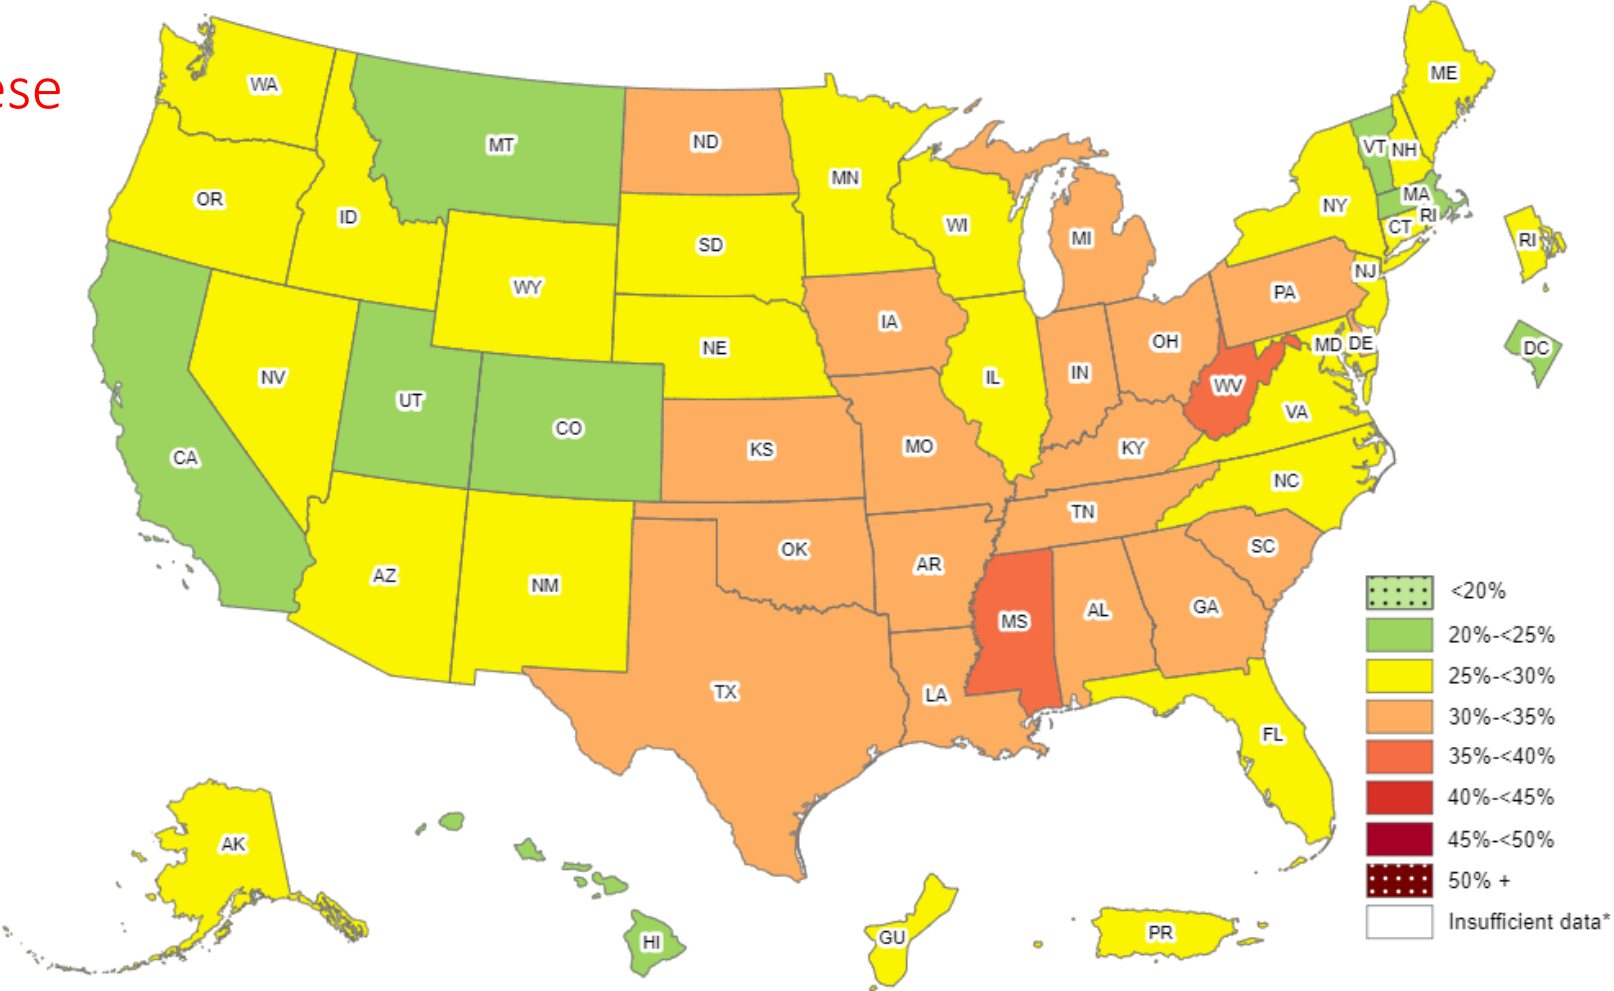 ese
WA
ME
MT
ND
VT
NH
MN
OR
MA
NY
ID
RI
WI
CT
MI
RI
SD
NJ
WY
PA
IA
OH
MD
DE
NE
DC
IN
NV
IL
WV
UT
VA
CO
MO
KY
KS
CA
NC
TN
SC
OK
AR
AZ
NM
GA
AL
MS
TX
LA
FL
AK
GU
PR
HI
<20%
20%-<25%
25%-<30%
30%-<35%
35%-<40%
40%-<45%
45%-<50%
50% +
Insufficient data*